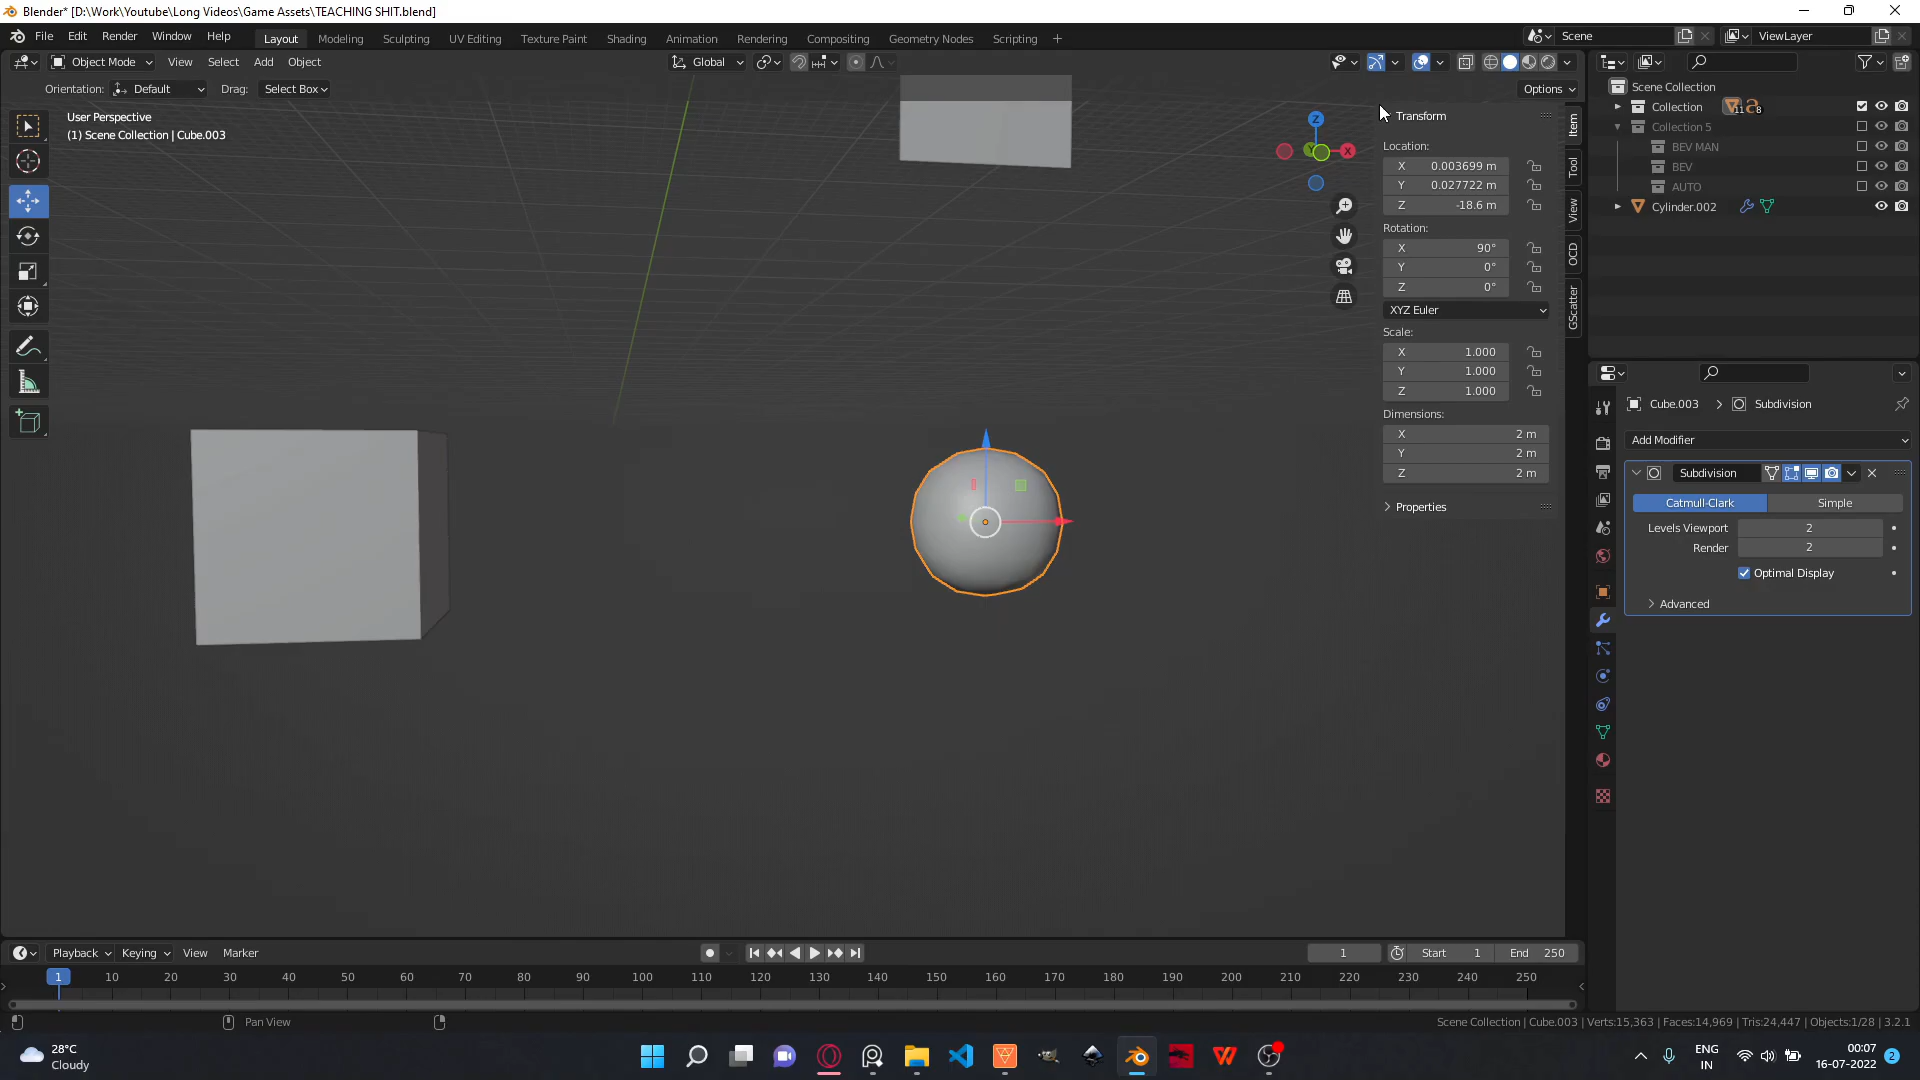 Blender* [D:\Work\Youtube\Long Videos\Game Assets\TEACHING SHIT.blend]
File Edit Render Window Help Layout Modeling Sculpting UV Editing Texture Paint Shading Animation Rendering Compositing Geometry Nodes Scripting + Scene ViewLayer
Object Mode View Select Add Object Global
Orientation: Default Drag: Select Box Options
User Perspective
(1) Scene Collection | Cube.003
Z
Y
X
Transform
Location:
X 0.003699 m
Y 0.027722 m
Z -18.6 m
Rotation:
X 90°
Y 0°
Z 0°
XYZ Euler
Scale:
X 1.000
Y 1.000
Z 1.000
Dimensions:
X 2 m
Y 2 m
Z 2 m
Properties
Item
Tool
View
OCD
GScatter
Scene Collection
Collection 11 8
Collection 5
BEV MAN
BEV
AUTO
Cylinder.002
Cube.003 > Subdivision
Add Modifier
Subdivision
Catmull-Clark Simple
Levels Viewport 2
Render 2
Optimal Display
Advanced
Playback Keying View Marker 1 Start 1 End 250
1 10 20 30 40 50 60 70 80 90 100 110 120 130 140 150 160 170 180 190 200 210 220 230 240 250
Pan View
Scene Collection | Cube.003 | Verts:15,363 | Faces:14,969 | Tris:24,447 | Objects:1/28 | 3.2.1
28°C
Cloudy
ENG
IN
00:07
16-07-2022
2